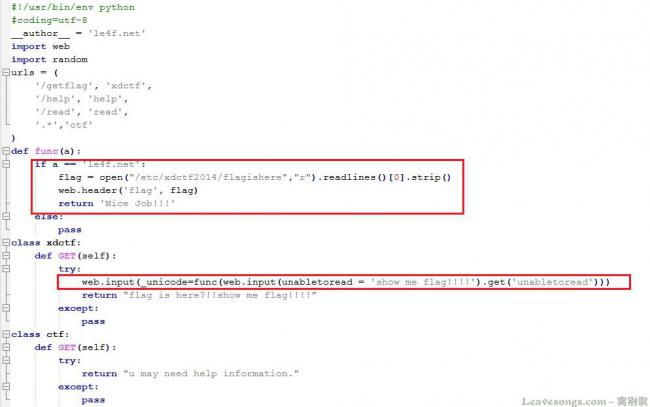 #!/usr/bin/env python
#coding=utf-8
__author__ = 'le4f.net'
import web
import random
urls = (
    '/getflag', 'xdctf',
    '/help', 'help',
    '/read', 'read',
    '.*','ctf'
)
def func(a):
    if a == 'le4f.net':
        flag = open("/etc/xdctf2014/flagishere","r").readlines()[0].strip()
        web.header('flag', flag)
        return 'Nice Job!!!'
    else:
        pass
class xdctf:
    def GET(self):
        try:
            web.input(_unicode=func(web.input(unabletoread = 'show me flag!!!!').get('unabletoread')))
            return "flag is here?!!show me flag!!!!"
        except:
            pass
class ctf:
    def GET(self):
        try:
            return "u may need help information."
        except:
            pass
Leavesongs.com - 离别歌